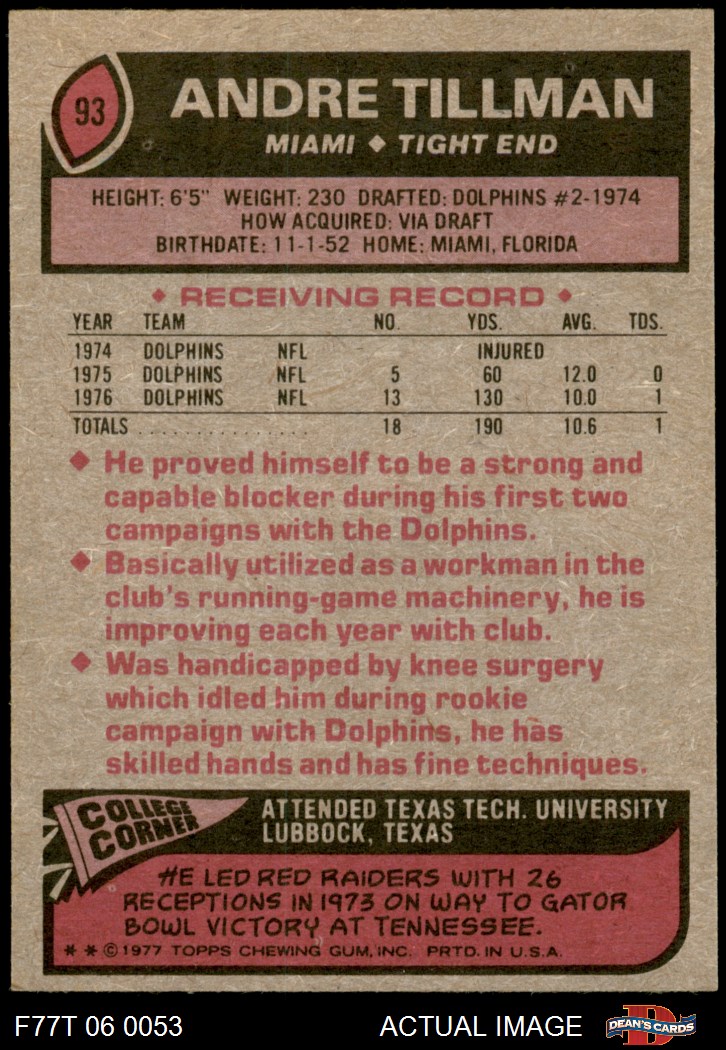 93
ANDRE TILLMAN
MIAMI ◆ TIGHT END
HEIGHT: 6'5" WEIGHT: 230 DRAFTED: DOLPHINS #2-1974
HOW ACQUIRED: VIA DRAFT
BIRTHDATE: 11-1-52 HOME: MIAMI, FLORIDA
◆ RECEIVING RECORD ◆
YEAR TEAM NO. YDS. AVG. TDS.
1974 DOLPHINS NFL INJURED
1975 DOLPHINS NFL 5 60 12.0 0
1976 DOLPHINS NFL 13 130 10.0 1
TOTALS . . . . . . . . . . . . . . . 18 190 10.6 1
◆ He proved himself to be a strong and
capable blocker during his first two
campaigns with the Dolphins.
◆ Basically utilized as a workman in the
club's running-game machinery, he is
improving each year with club.
◆ Was handicapped by knee surgery
which idled him during rookie
campaign with Dolphins, he has
skilled hands and has fine techniques.
COLLEGE
CORNER
ATTENDED TEXAS TECH. UNIVERSITY
LUBBOCK, TEXAS
HE LED RED RAIDERS WITH 26
RECEPTIONS IN 1973 ON WAY TO GATOR
BOWL VICTORY AT TENNESSEE.
* * © 1977 TOPPS CHEWING GUM, INC. PRTD. IN U.S.A.
F77T 06 0053 ACTUAL IMAGE D DEAN'S CARDS